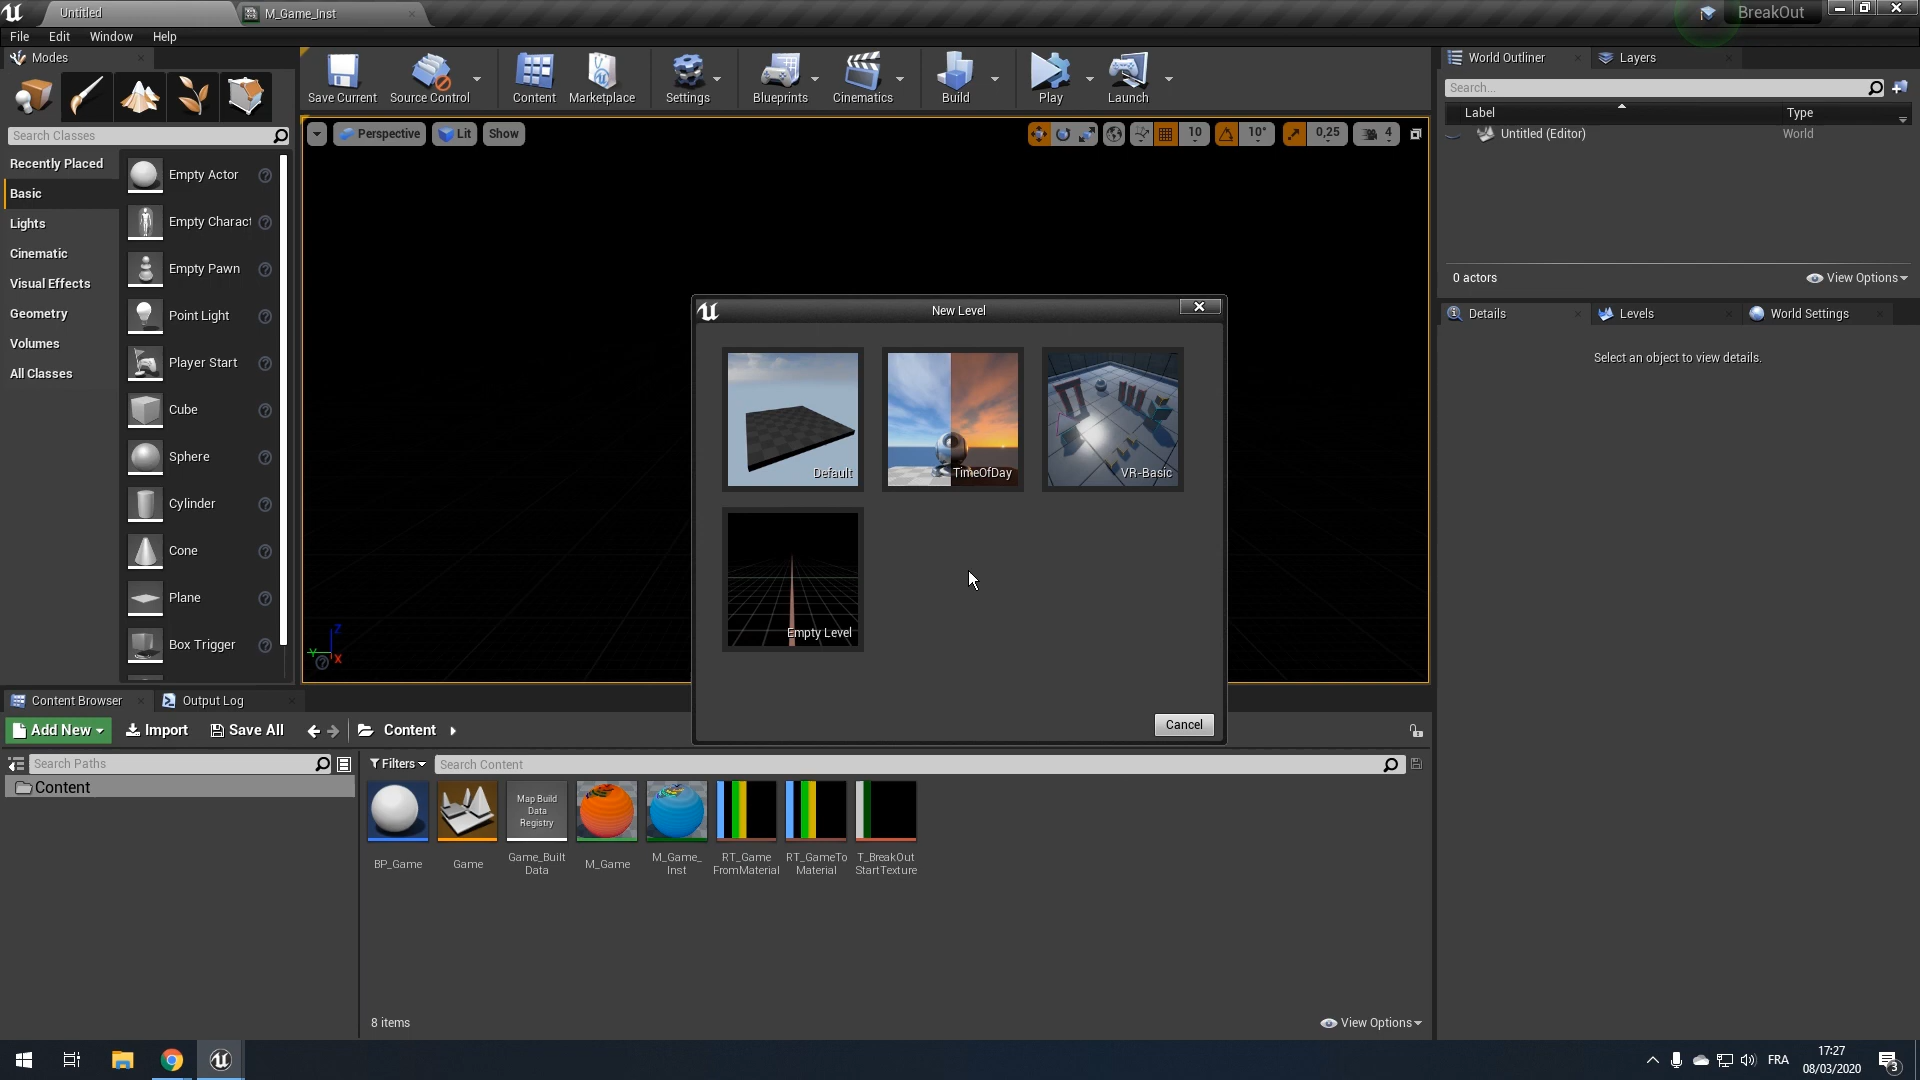 Untitled
M_Game_Inst
BreakOut
File
Edit
Window
Help
Modes
Search Classes
Recently Placed
Basic
Lights
Cinematic
Visual Effects
Geometry
Volumes
All Classes
Empty Actor
Empty Charact
Empty Pawn
Point Light
Player Start
Cube
Sphere
Cylinder
Cone
Plane
Box Trigger
Save Current
Source Control
Content
Marketplace
Settings
Blueprints
Cinematics
Build
Play
Launch
Perspective
Lit
Show
10
10°
0,25
4
X
Y
Z
New Level
Default
TimeOfDay
VR-Basic
Empty Level
Cancel
World Outliner
Layers
Search...
Label
Type
Untitled (Editor)
World
0 actors
View Options
Details
Levels
World Settings
Select an object to view details.
Content Browser
Output Log
Add New
Import
Save All
Content
Search Paths
Content
Filters
Search Content
Map Build
Data
Registry
BP_Game
Game
Game_Built
Data
M_Game
M_Game_
Inst
RT_Game
FromMaterial
RT_GameTo
Material
T_BreakOut
StartTexture
8 items
View Options
FRA
17:27
08/03/2020
3